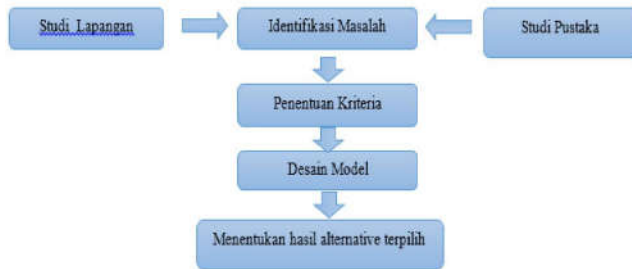 Studi Lapangan
Identifikasi Masalah
Studi Pustaka
Penentuan Kriteria
Desain Model
Menentukan hasil alternative terpilih